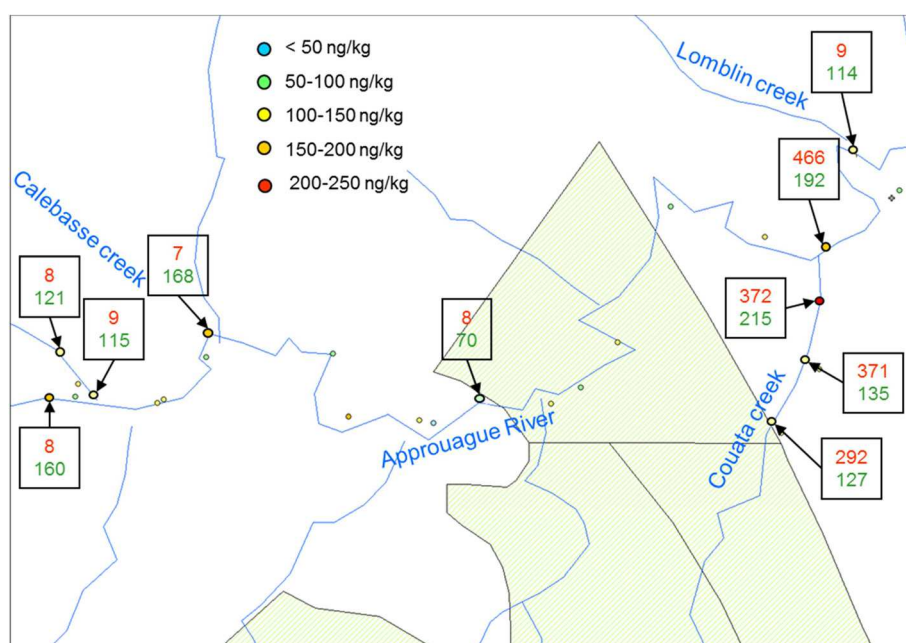 < 50 ng/kg
50-100 ng/kg
100-150 ng/kg
150-200 ng/kg
200-250 ng/kg
Lomblin creek
9
114
466
192
Calebasse creek
7
168
8
121
9
115
8
70
372
215
371
135
Couata creek
Approuague River
292
127
8
160